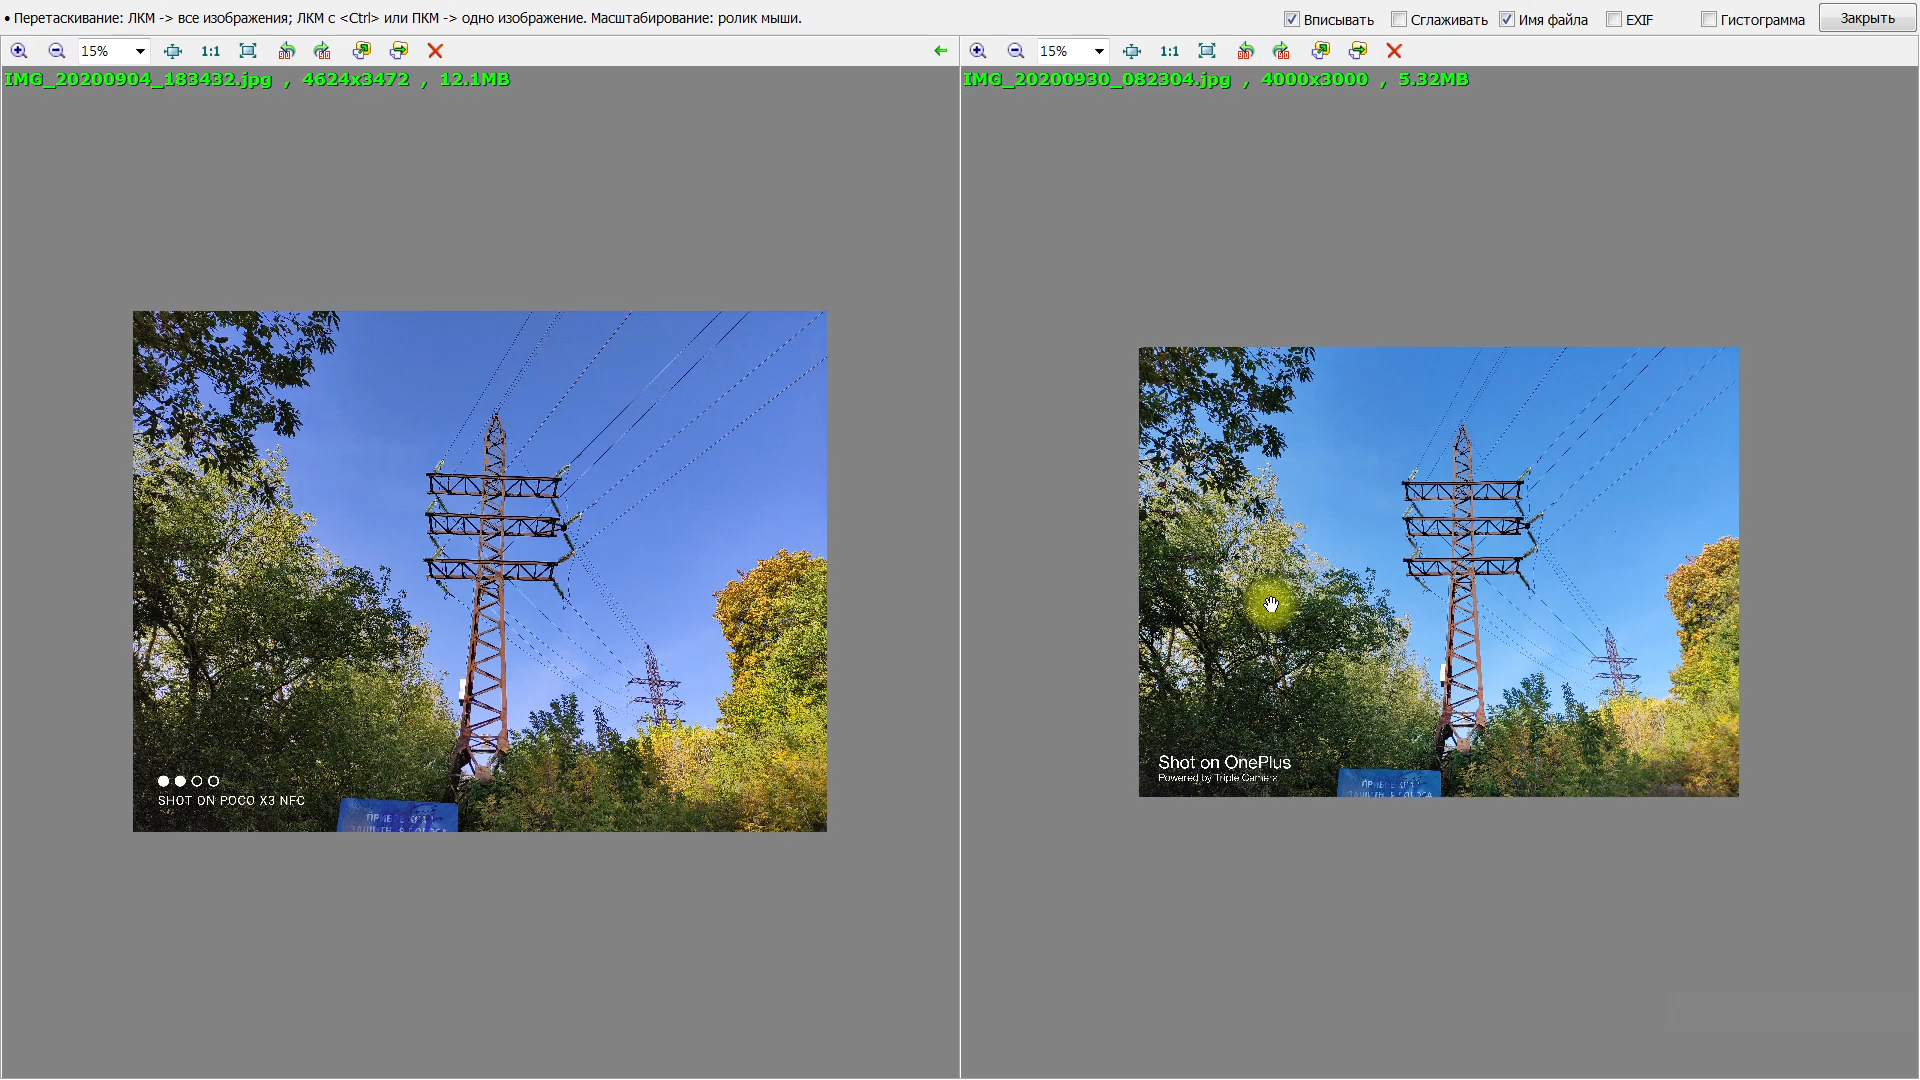 • Перетаскивание: ЛКМ -> все изображения; ЛКМ с <Ctrl> или ПКМ -> одно изображение. Масштабирование: ролик мыши.
Вписывать
Сглаживать
Имя файла
EXIF
Гистограмма
Закрыть
15%
1:1
15%
1:1
IMG_20200904_183432.jpg , 4624x3472 , 12.1MB
IMG_20200930_082304.jpg , 4000x3000 , 5.32MB
SHOT ON POCO X3 NFC
Shot on OnePlus
Powered by Triple Camera